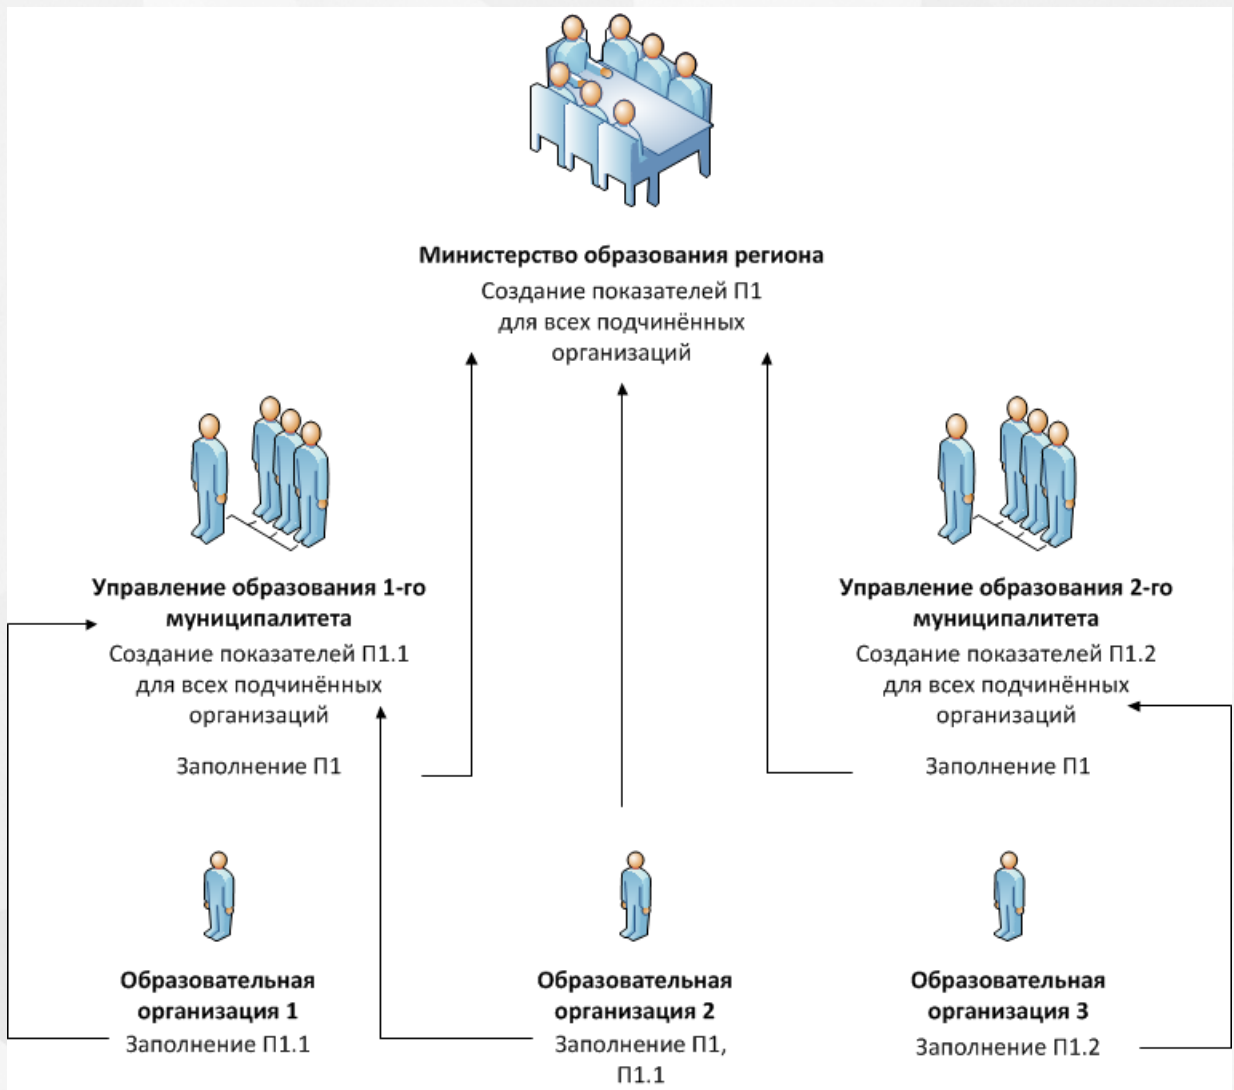 Министерство образования региона
Создание показателей П1
для всех подчинённых
организаций
Управление образования 1-го
муниципалитета
Создание показателей П1.1
для всех подчинённых
организаций
Заполнение П1
Управление образования 2-го
муниципалитета
Создание показателей П1.2
для всех подчинённых
организаций
Заполнение П1
Образовательная
организация 1
Заполнение П1.1
Образовательная
организация 2
Заполнение П1,
П1.1
Образовательная
организация 3
Заполнение П1.2